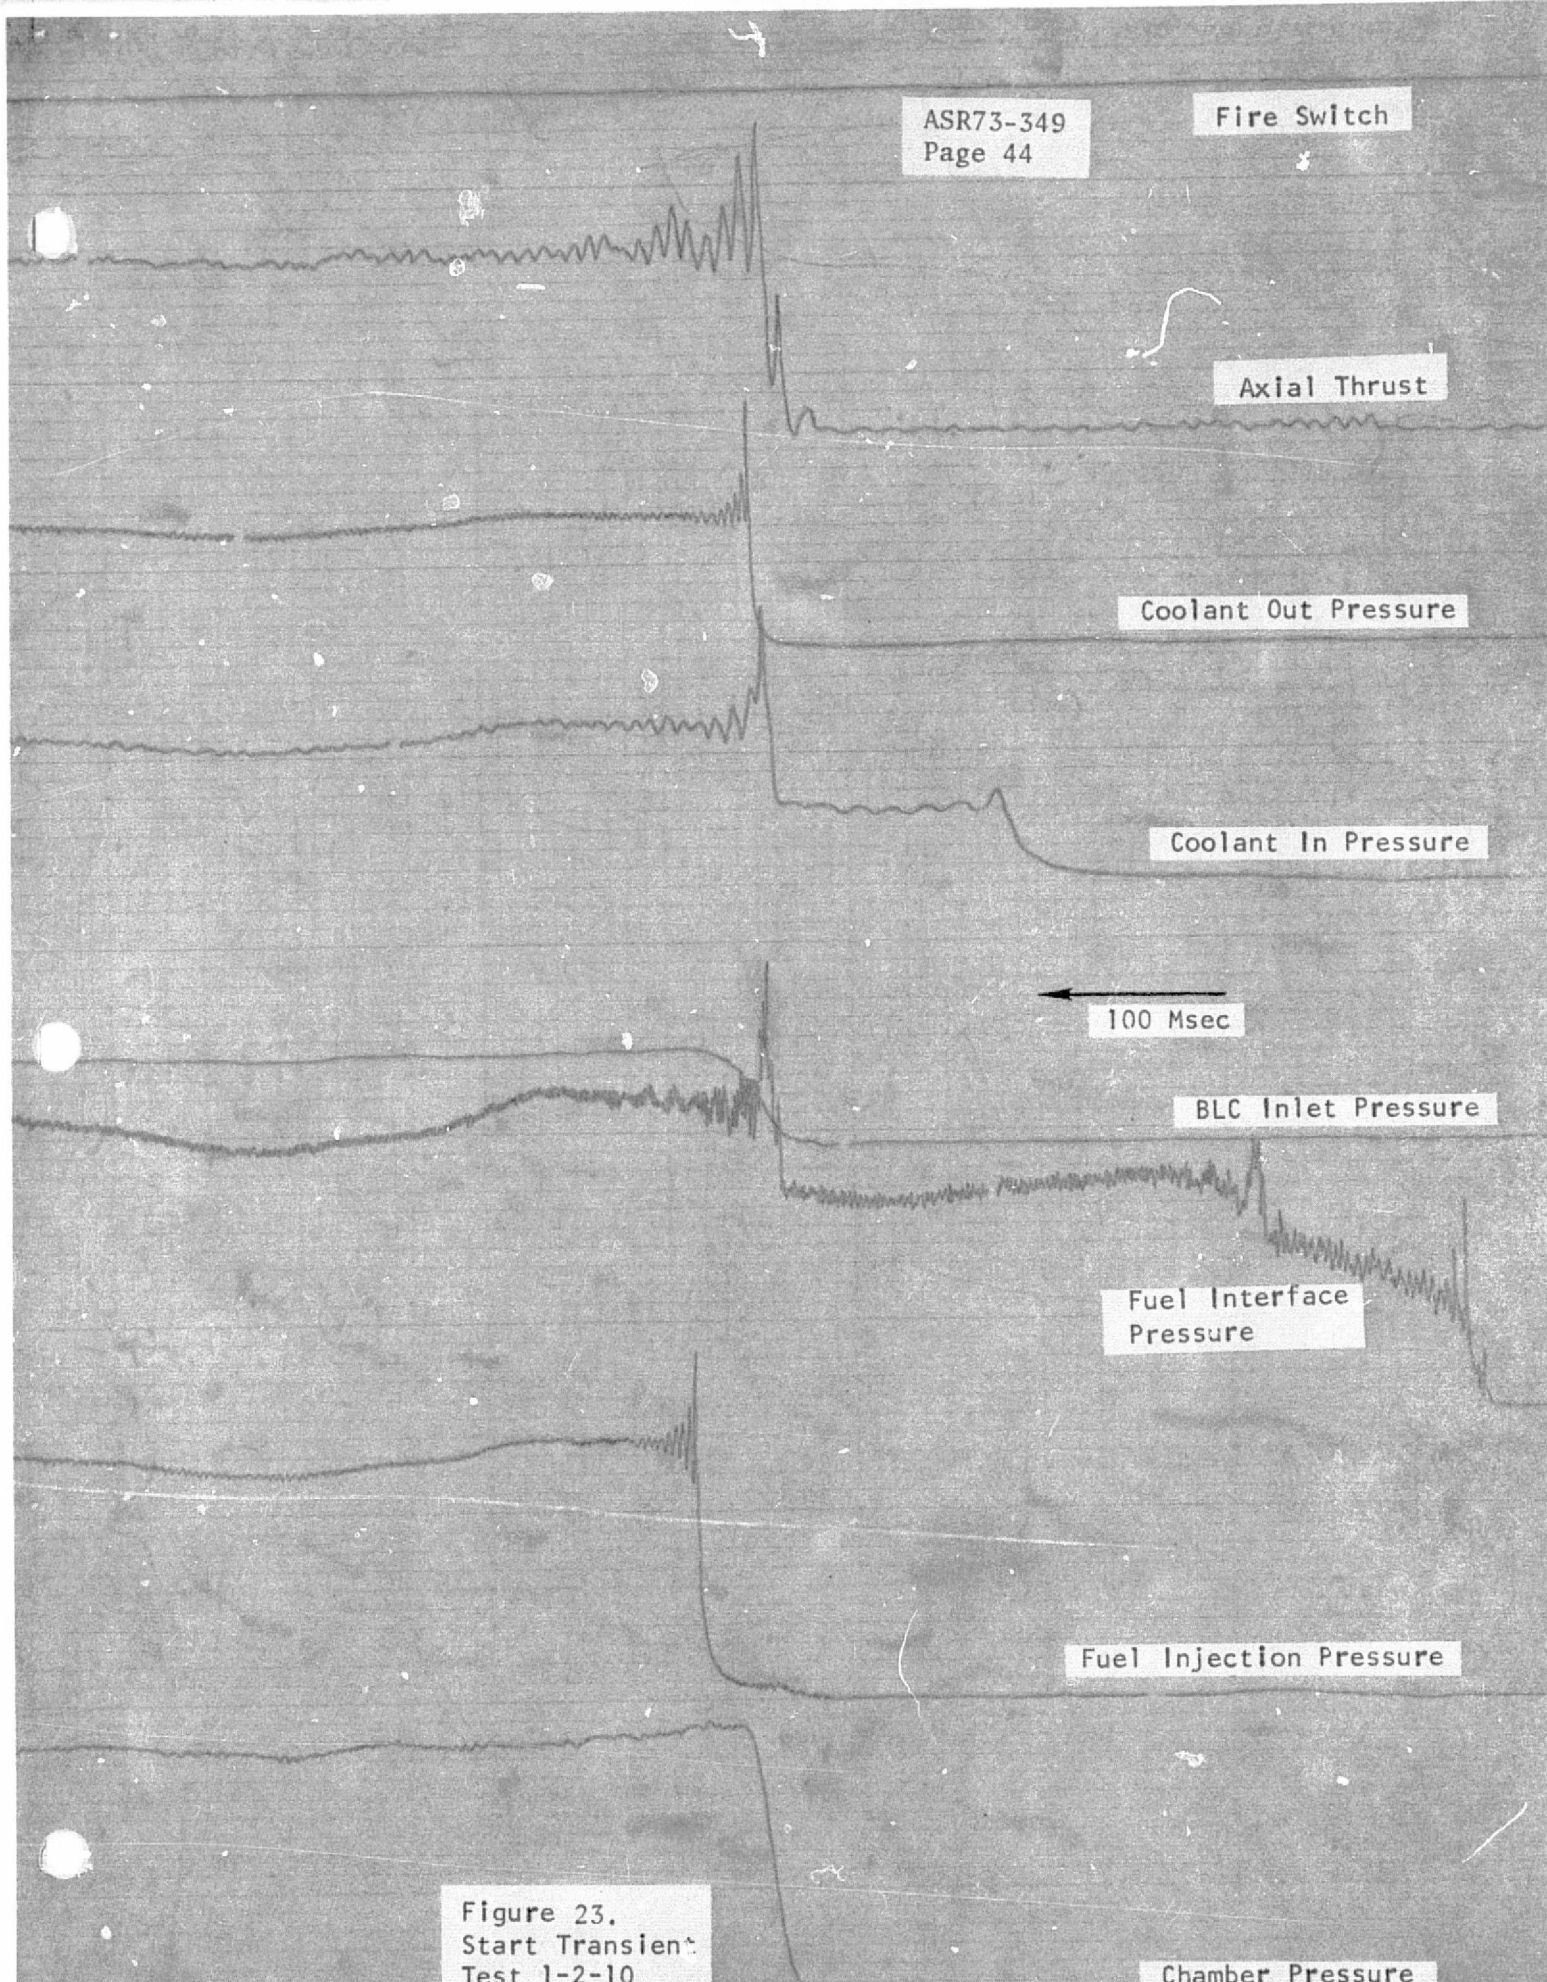 ASR73-349
Page 44
Fire Switch
Axial Thrust
Coolant Out Pressure
Coolant In Pressure
100 Msec
BLC Inlet Pressure
Fuel Interface
Pressure
Fuel Injection Pressure
Figure 23.
Start Transient
Test 1-2-10
Chamber Pressure